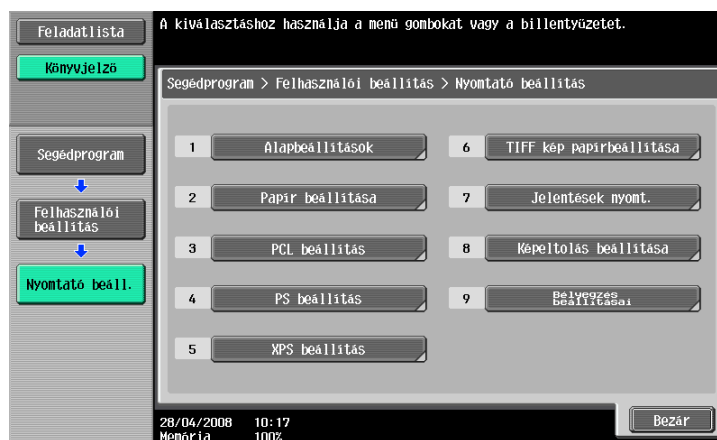 Feladatlista
A kiválasztáshoz használja a menü gombokat vagy a billentyűzetet.
Könyvjelző
Segédprogram > Felhasználói beállítás > Nyomtató beállítás
Segédprogram
Felhasználói
beállítás
Nyomtató beáll.
1 Alapbeállítások
2 Papír beállítása
3 PCL beállítás
4 PS beállítás
5 XPS beállítás
6 TIFF kép papírbeállítása
7 Jelentések nyomt.
8 Képeltolás beállítása
9 Bélyegzés
beállításai
Bezár
28/04/2008 10:17
Memória 100%